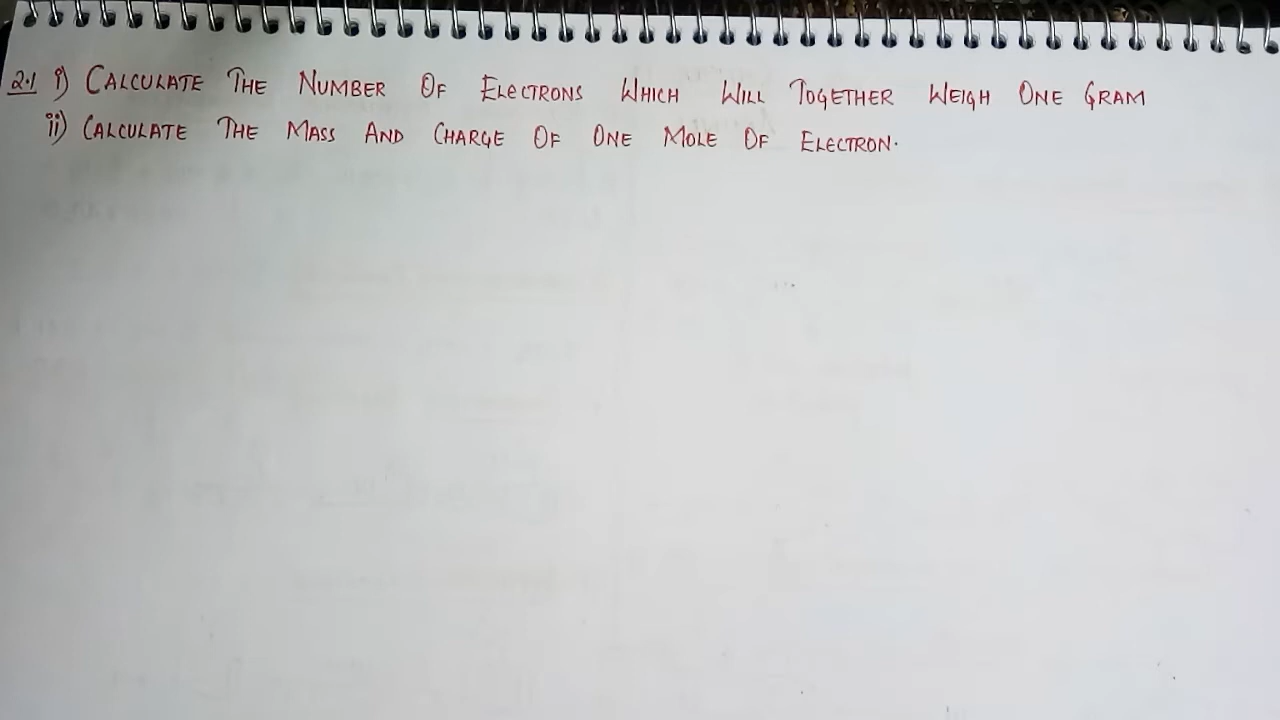 2.1 i) CALCULATE THE NUMBER OF ELECTRONS WHICH WILL TOGETHER WEIGH ONE GRAM
ii) CALCULATE THE MASS AND CHARGE OF ONE MOLE OF ELECTRON.